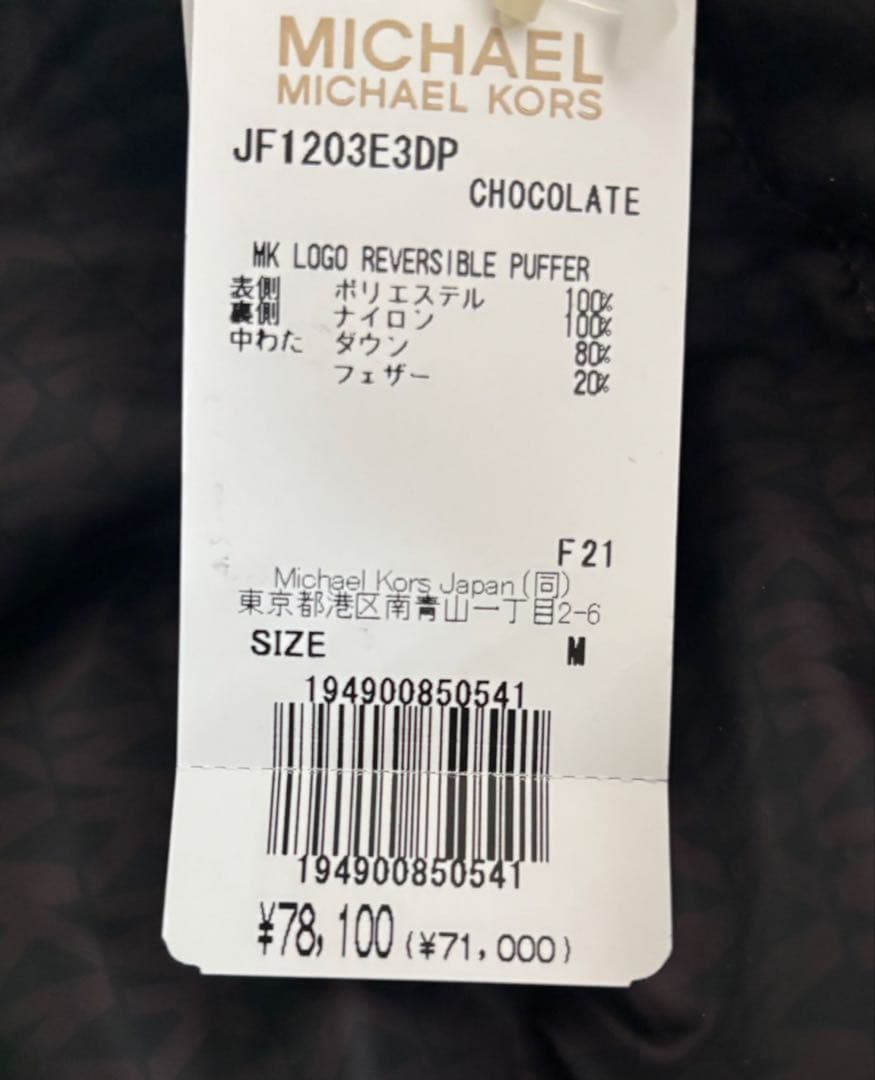 MICHAEL
MICHAEL KORS
JF1203E3DP
CHOCOLATE
MK LOGO REVERSIBLE PUFFER
表側 ポリエステル 100%
裏側 ナイロン 100%
中わた ダウン 80%
フェザー 20%
F21
Michael Kors Japan(同)
東京都港区南青山一丁目2-6
SIZE M
194900850541
194900850541
¥78,100 (¥71,000)